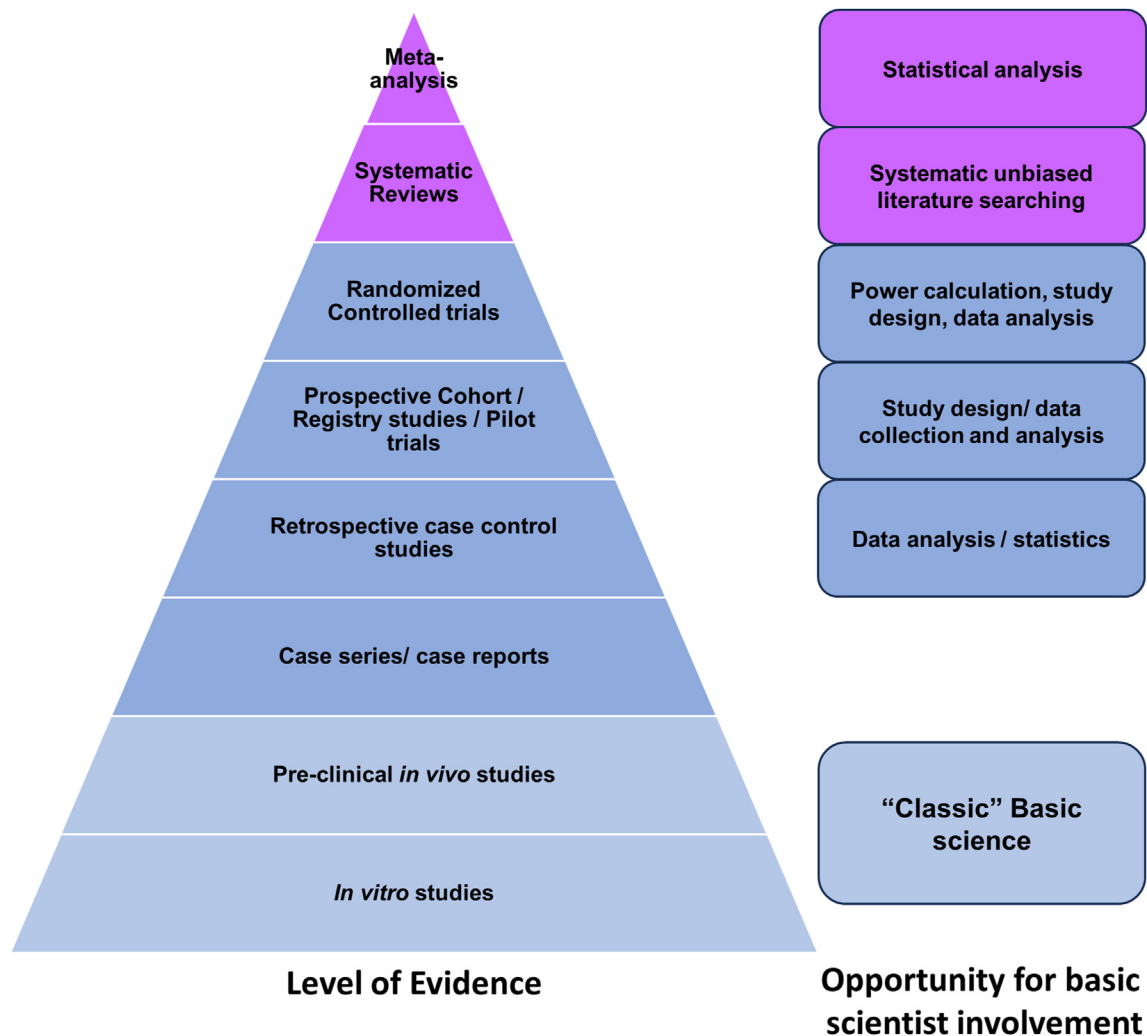 Meta-
analysis
Statistical analysis
Systematic
Reviews
Systematic unbiased
literature searching
Randomized
Controlled trials
Power calculation, study
design, data analysis
Prospective Cohort /
Registry studies / Pilot
trials
Study design/ data
collection and analysis
Retrospective case control
studies
Data analysis / statistics
Case series/ case reports
Pre-clinical in vivo studies
“Classic” Basic
science
In vitro studies
Level of Evidence
Opportunity for basic
scientist involvement